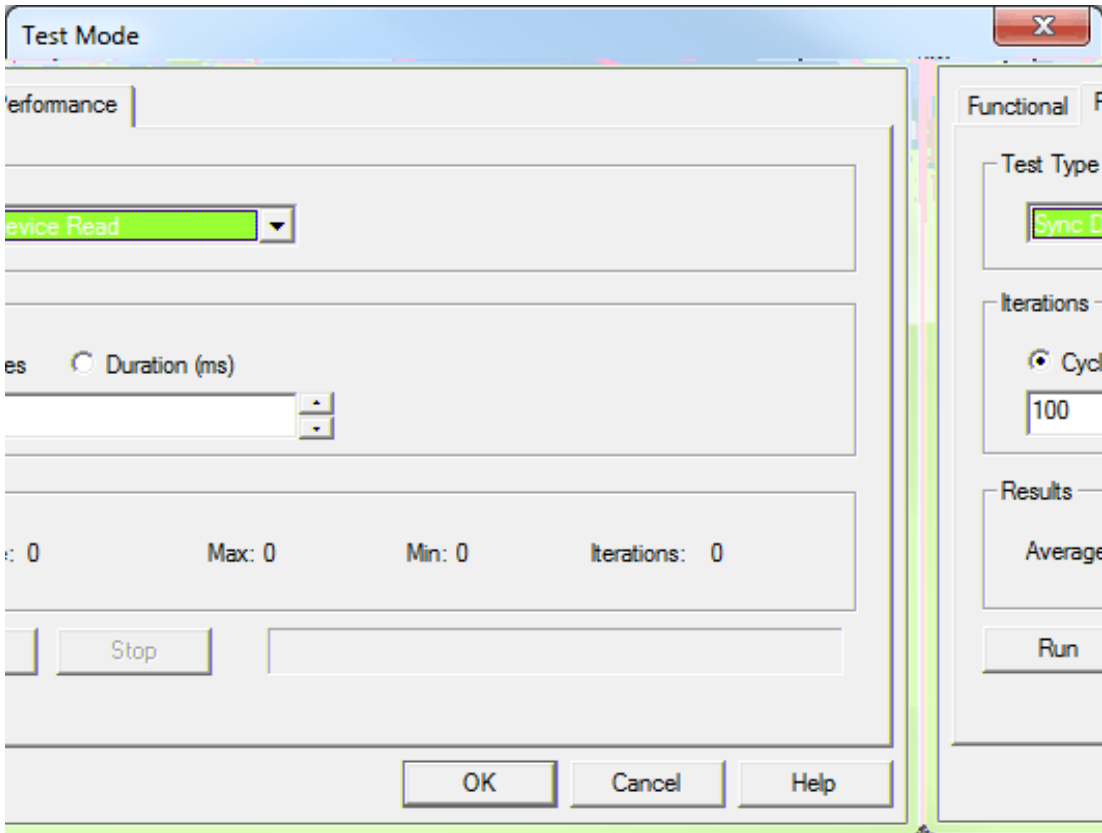 Test Mode
erformance
Functional
Test Type
evice Read
Sync D
Iterations
es Duration (ms)
Cycl
100
Results
: 0 Max: 0 Min: 0 Iterations: 0
Average
Stop
Run
OK Cancel Help